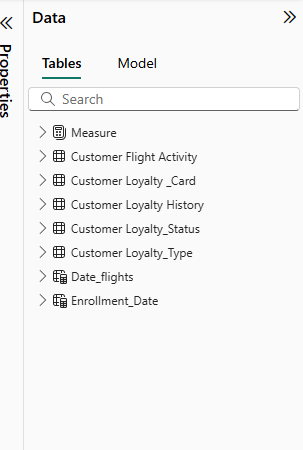 Properties
Data
Tables Model
Search
Measure
Customer Flight Activity
Customer Loyalty _Card
Customer Loyalty History
Customer Loyalty_Status
Customer Loyalty_Type
Date_flights
Enrollment_Date